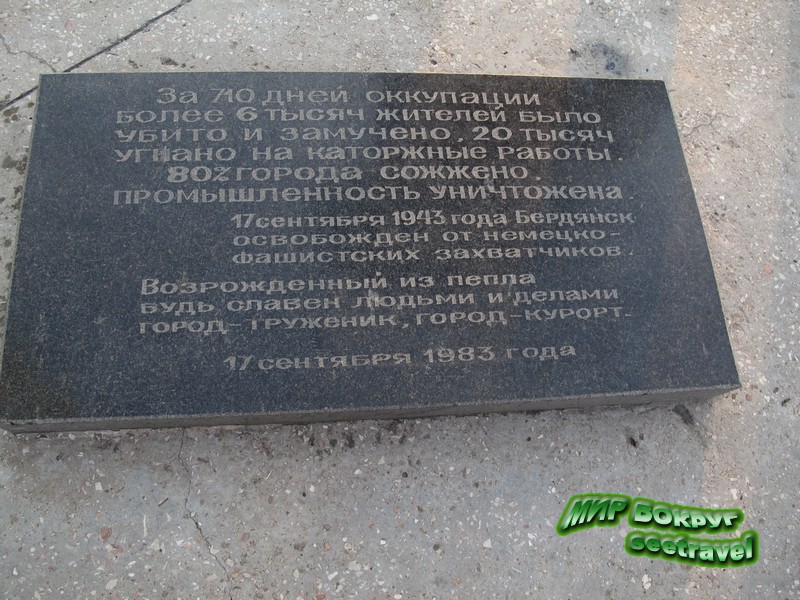 За 710 дней оккупации
более 6 тысяч жителей было
убито и замучено. 20 тысяч
угнано на каторжные работы.
80% города сожжено.
промышленность уничтожена.
17 сентября 1943 года Бердянск
освобожден от немецко-
фашистских захватчиков.
Возрожденный из пепла
будь славен людьми и делами
город-труженик, город-курорт.
17 сентября 1983 года
МИР Вокруг
seetravel